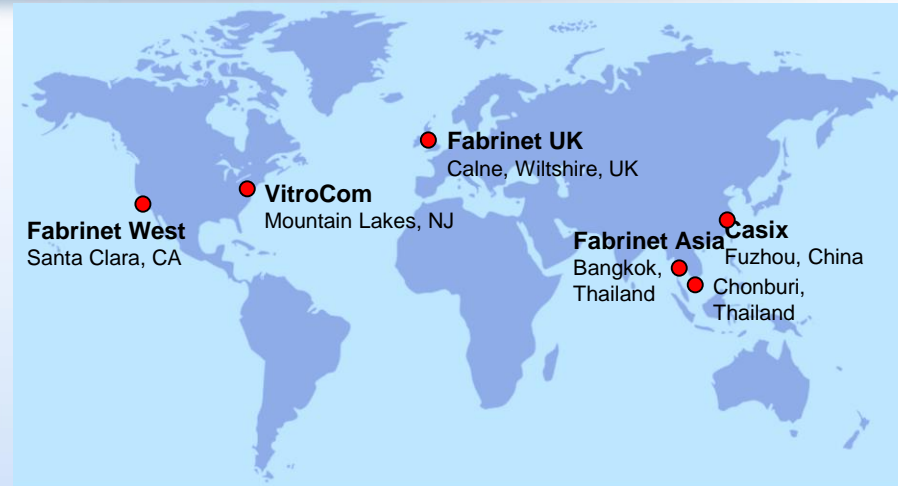 Fabrinet UK
Calne, Wiltshire, UK
VitroCom
Mountain Lakes, NJ
Fabrinet West
Santa Clara, CA
Casix
Fuzhou, China
Fabrinet Asia
Bangkok,
Thailand
Chonburi,
Thailand